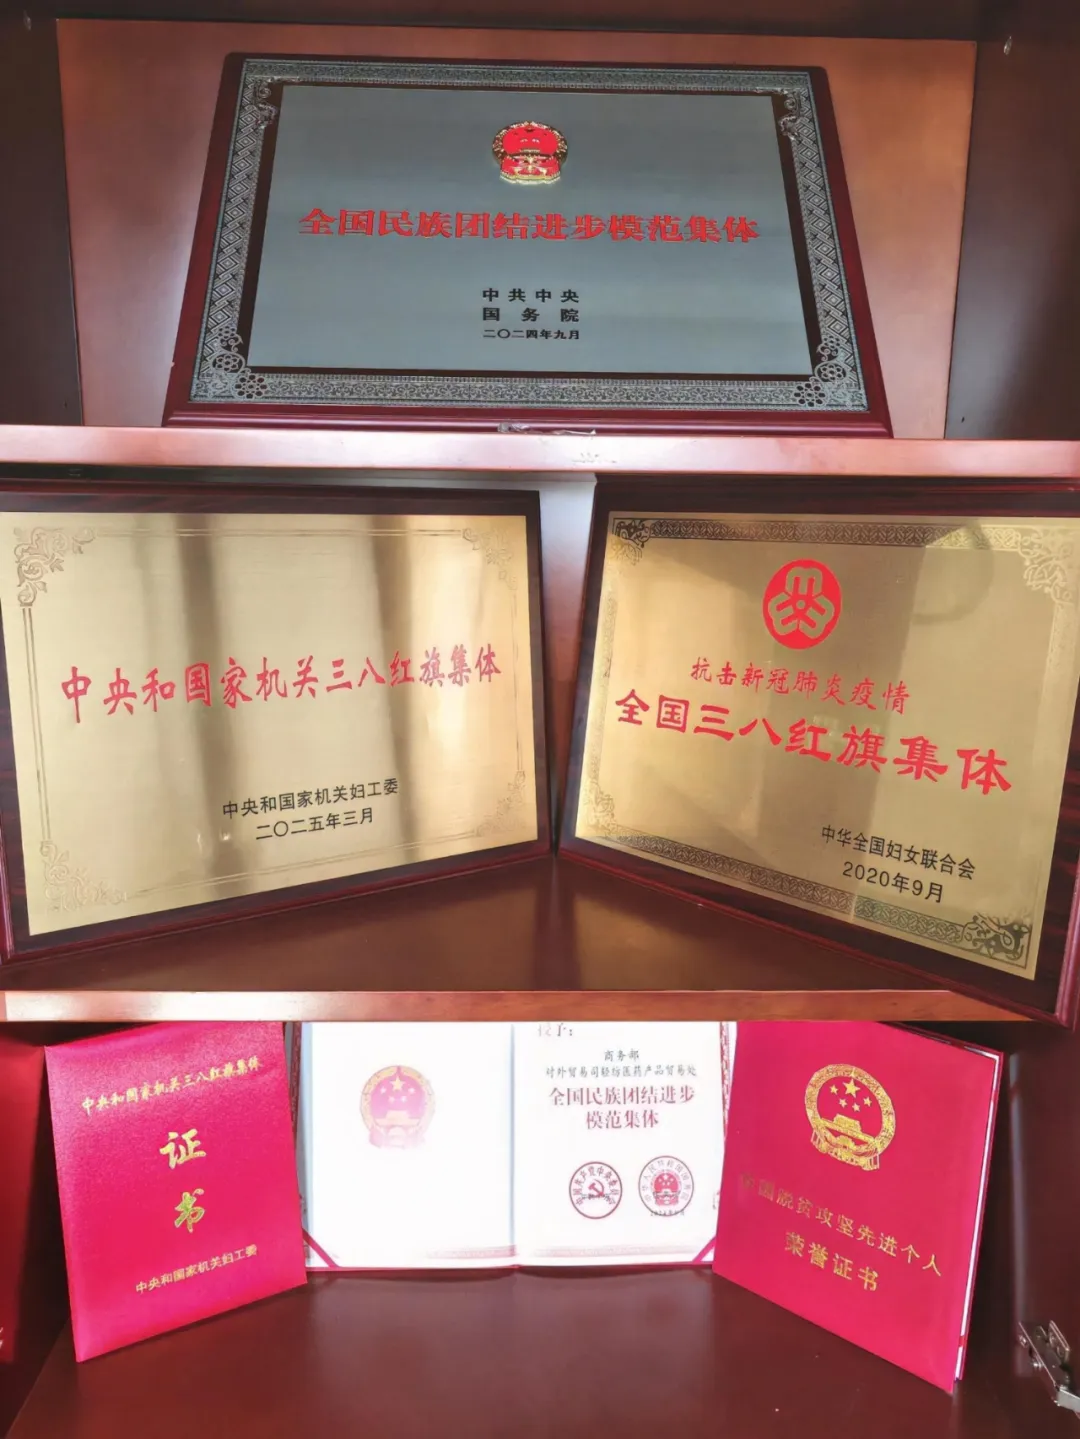 全国民族团结进步模范集体
中共中央
国务院
二〇二四年九月
中央和国家机关三八红旗集体
中央和国家机关妇工委
二〇二五年三月
抗击新冠肺炎疫情
全国三八红旗集体
中华全国妇女联合会
2020年9月
中央和国家机关三八红旗集体
证
书
中央和国家机关妇工委
授予：
商务部
对外贸易司轻纺医药产品贸易处
全国民族团结进步
模范集体
全国脱贫攻坚先进个人
荣誉证书